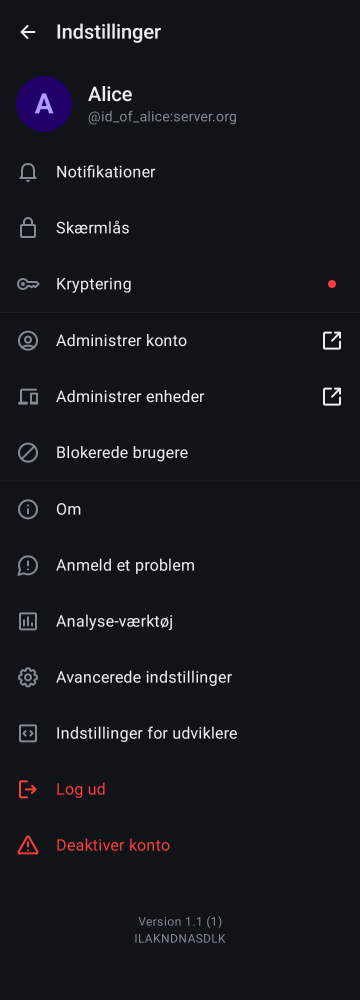 Indstillinger
A
Alice
@id_of_alice:server.org
Notifikationer
Skærmlås
Kryptering
Administrer konto
Administrer enheder
Blokerede brugere
Om
Anmeld et problem
Analyse-værktøj
Avancerede indstillinger
Indstillinger for udviklere
Log ud
Deaktiver konto
Version 1.1 (1)
ILAKNDNASDLK